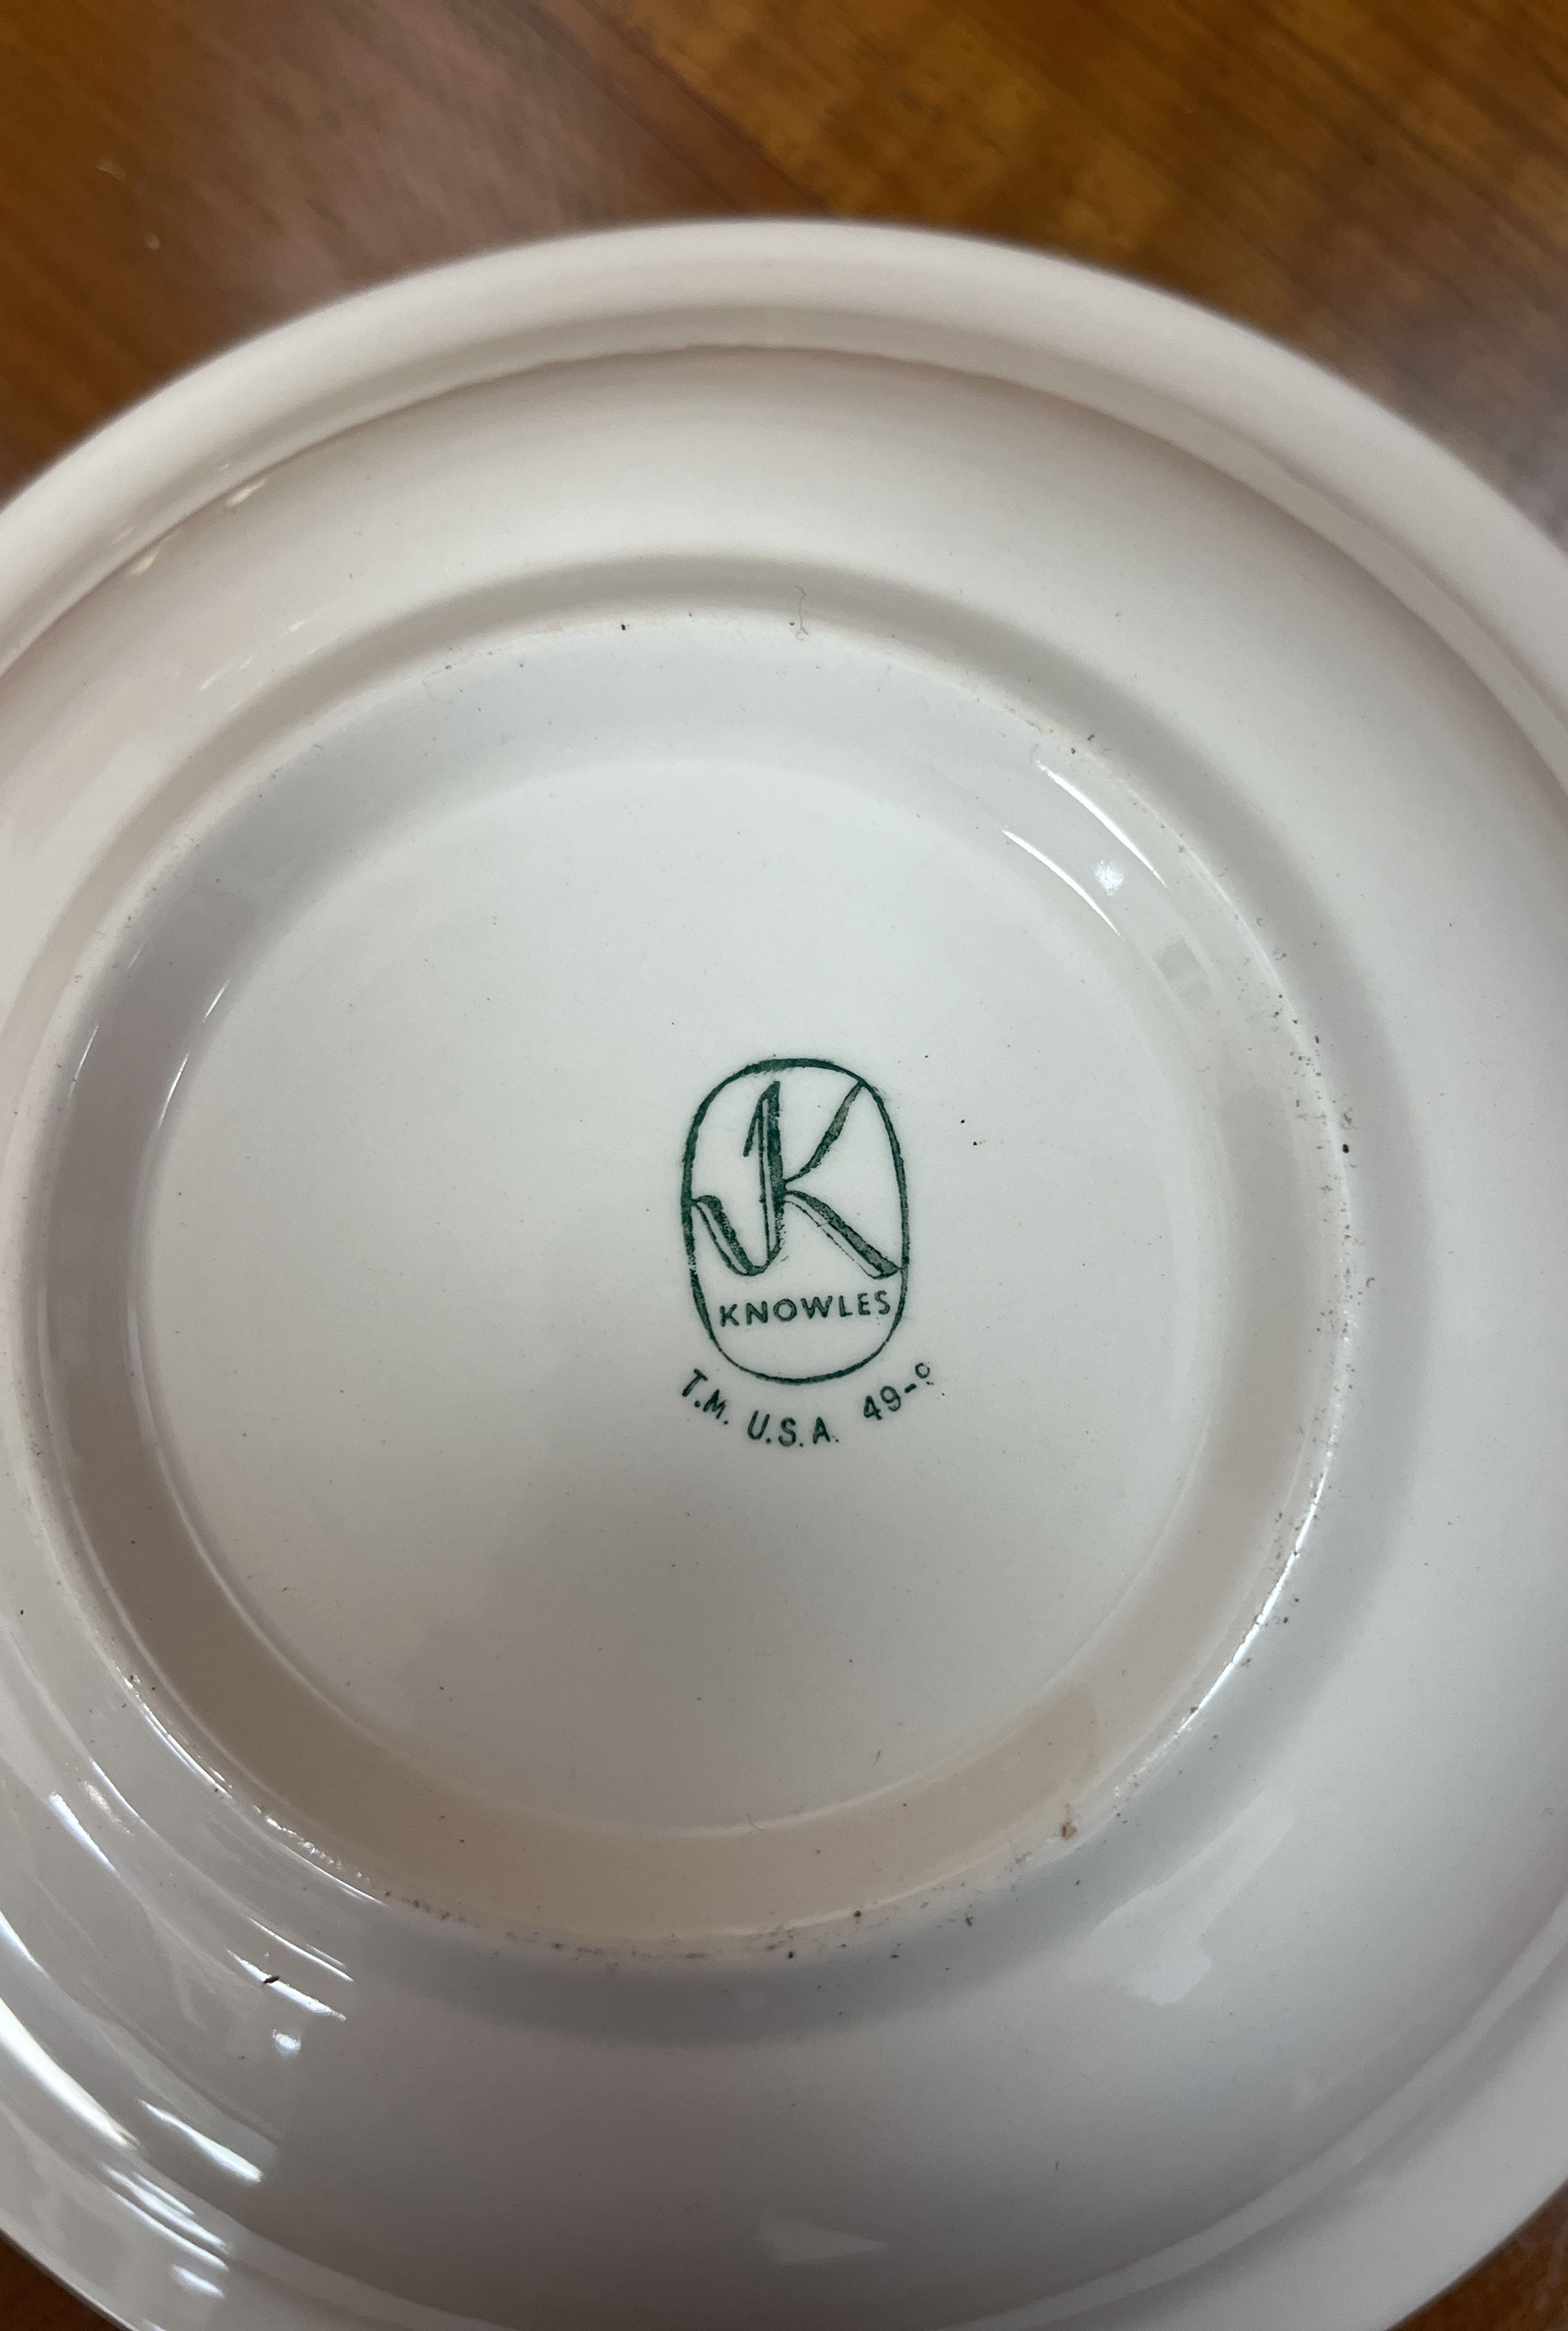 K
KNOWLES
T.M. U.S.A. 49-